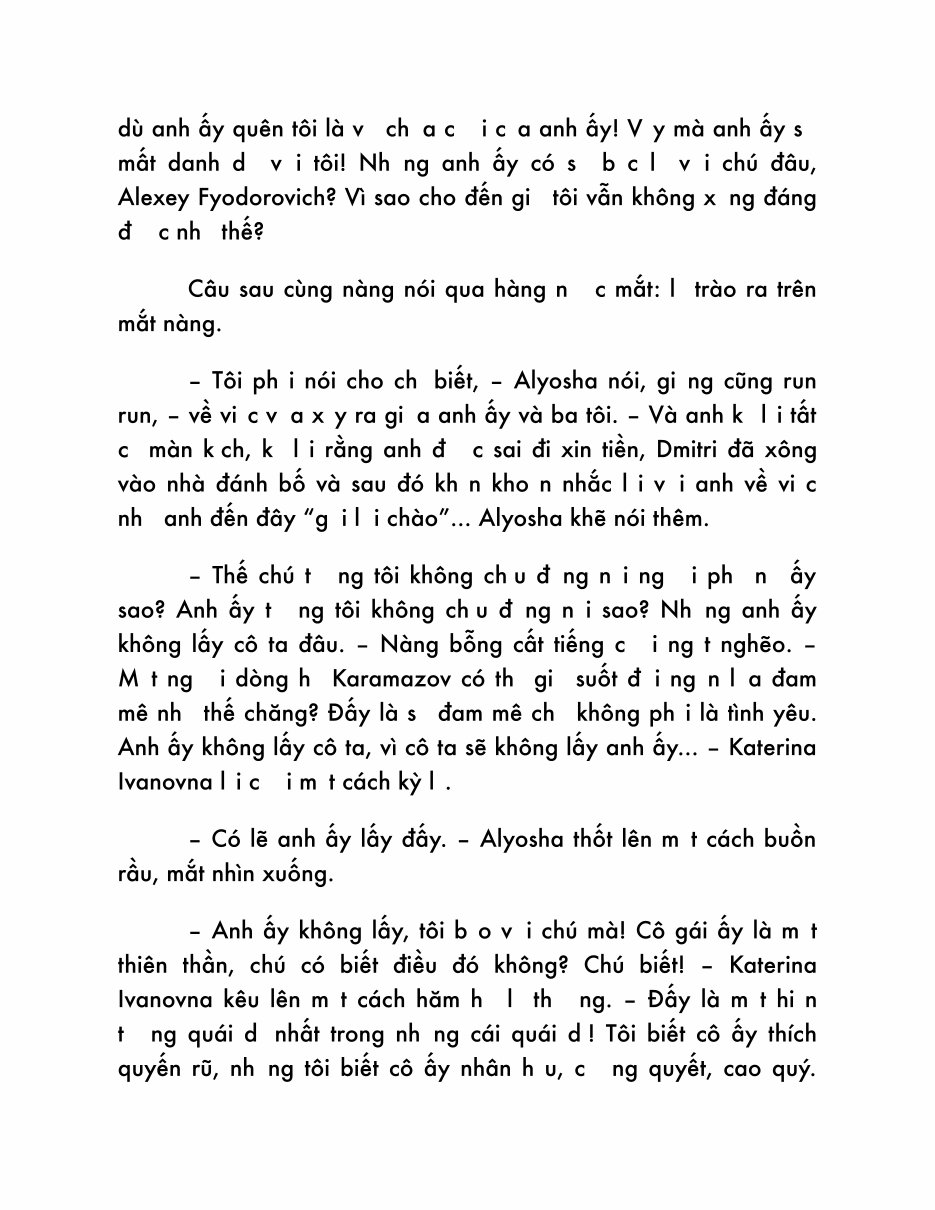 dù anh ấy quên tôi là v ch a c i c a anh ấy! V y mà anh ấy s
mất danh d v i tôi! Nh ng anh ấy có s b c l v i chú đâu,
Alexey Fyodorovich? Vì sao cho đến gi tôi vẫn không x ng đáng
đ c nh thế?
Câu sau cùng nàng nói qua hàng n c mắt: l trào ra trên
mắt nàng.
– Tôi ph i nói cho ch biết, – Alyosha nói, gi ng cũng run
run, – về vi c v a x y ra gi a anh ấy và ba tôi. – Và anh k l i tất
c màn k ch, k l i rằng anh đ c sai đi xin tiền, Dmitri đã xông
vào nhà đánh bố và sau đó kh n kho n nhắc l i v i anh về vi c
nh anh đến đây “g i l i chào”... Alyosha khẽ nói thêm.
– Thế chú t ng tôi không ch u đ ng n i ng i ph n ấy
sao? Anh ấy t ng tôi không ch u đ ng n i sao? Nh ng anh ấy
không lấy cô ta đâu. – Nàng bỗng cất tiếng c i ng t nghẽo. –
M t ng i dòng h Karamazov có th gi suốt đ i ng n l a đam
mê nh thế chăng? Đấy là s đam mê ch không ph i là tình yêu.
Anh ấy không lấy cô ta, vì cô ta sẽ không lấy anh ấy... – Katerina
Ivanovna l i c i m t cách kỳ l .
– Có lẽ anh ấy lấy đấy. – Alyosha thốt lên m t cách buồn
rầu, mắt nhìn xuống.
– Anh ấy không lấy, tôi b o v i chú mà! Cô gái ấy là m t
thiên thần, chú có biết điều đó không? Chú biết! – Katerina
Ivanovna kêu lên m t cách hăm h l th ng. – Đấy là m t hi n
t ng quái d nhất trong nh ng cái quái d ! Tôi biết cô ấy thích
quyến rũ, nh ng tôi biết cô ấy nhân h u, c ng quyết, cao quý.